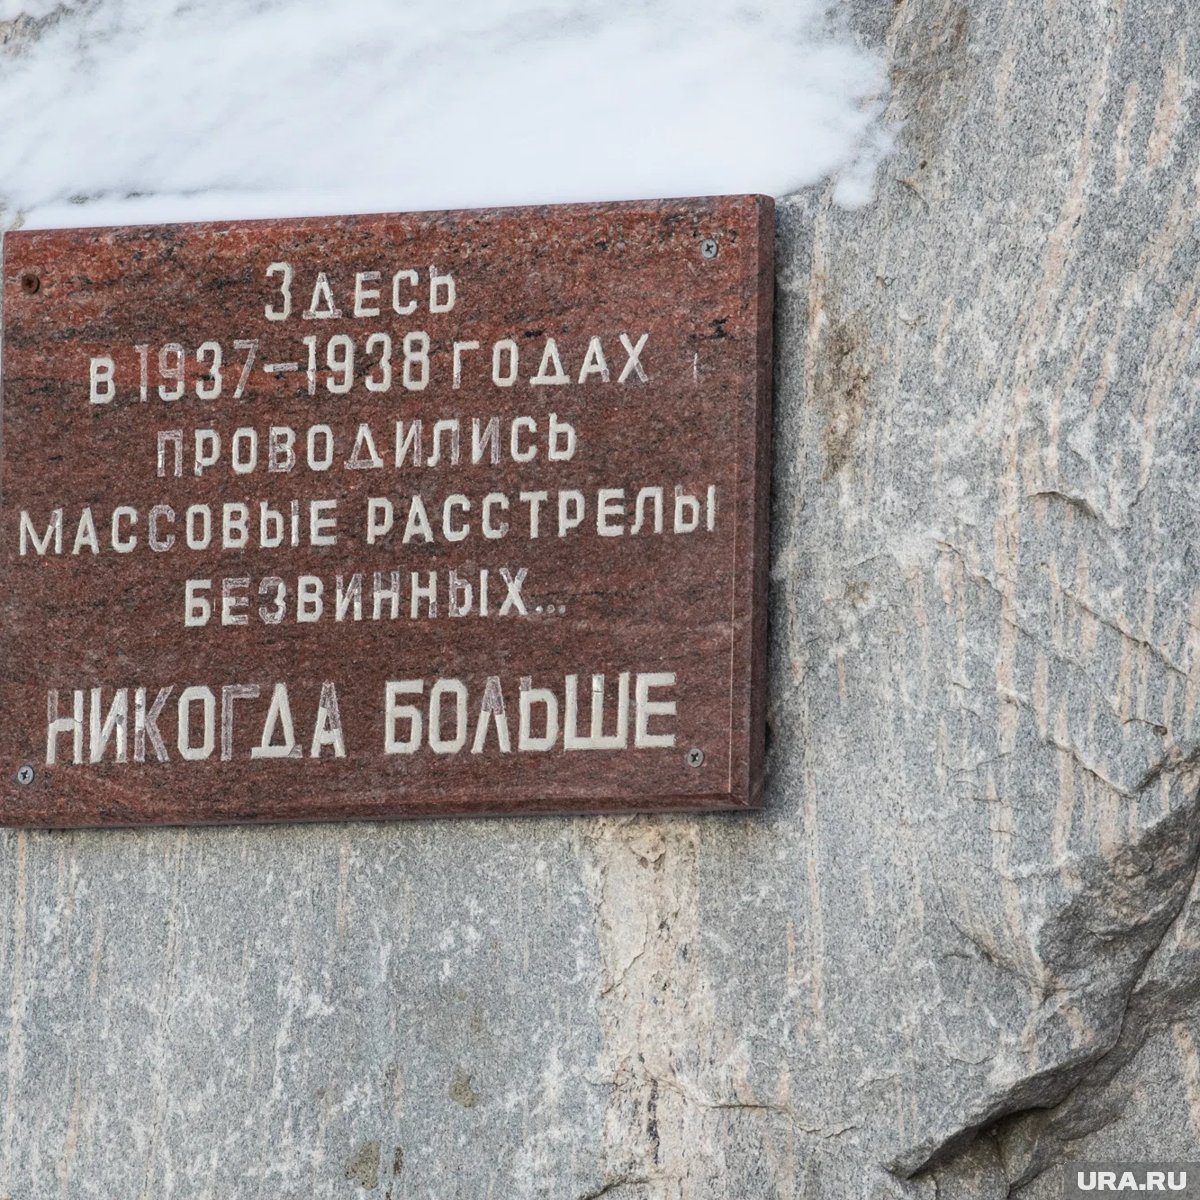 Здесь
в 1937-1938 годах
проводились
массовые расстрелы
безвинных...
НИКОГДА БОЛЬШЕ
URA.RU